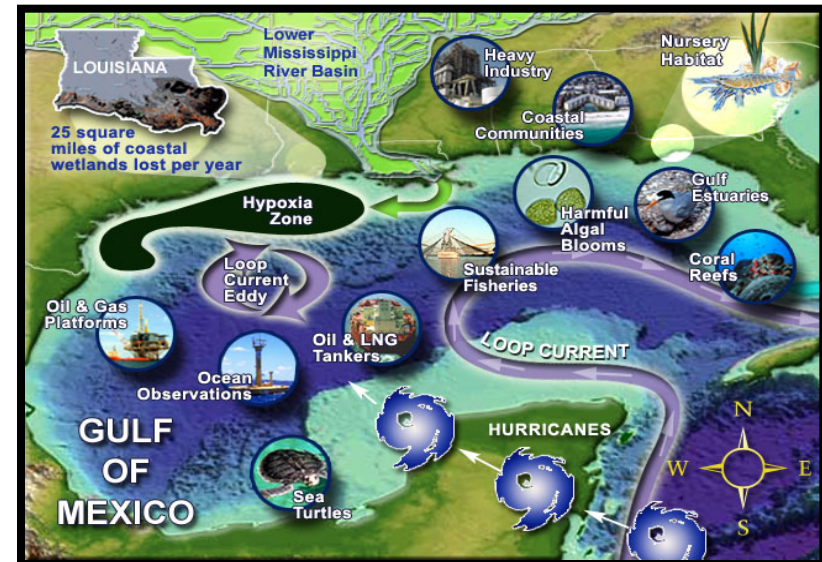 Lower
Mississippi
River Basin
LOUISIANA
25 square
miles of coastal
wetlands lost per year
Heavy
Industry
Nursery
Habitat
Coastal
Communities
Hypoxia
Zone
Gulf
Estuaries
Harmful
Algal
Blooms
Sustainable
Fisheries
Coral
Reefs
Loop
Current
Eddy
Oil & Gas
Platforms
Oil & LNG
Tankers
LOOP CURRENT
Ocean
Observations
GULF
OF
MEXICO
HURRICANES
Sea
Turtles
N
W
E
S